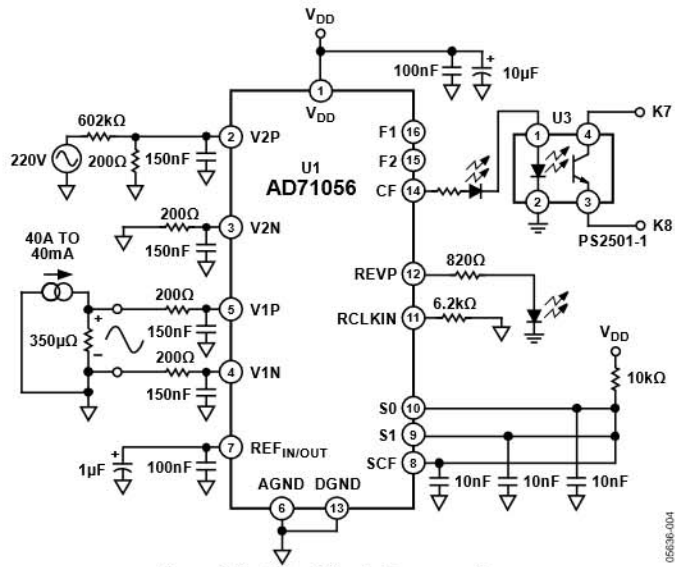 VDD
100nF
+
10µF
1
VDD
U1
AD71056
602kΩ
220V
200Ω
150nF
2
V2P
200Ω
150nF
3
V2N
40A TO
40mA
+
350µΩ
−
200Ω
150nF
5
V1P
200Ω
150nF
4
V1N
+
1µF
100nF
7
REFIN/OUT
AGND
DGND
6
13
F1
16
F2
15
CF
14
U3
1
4
2
3
K7
K8
PS2501-1
REVP
12
820Ω
RCLKIN
11
6.2kΩ
VDD
10kΩ
S0
10
S1
9
SCF
8
10nF
10nF
10nF
05636-004